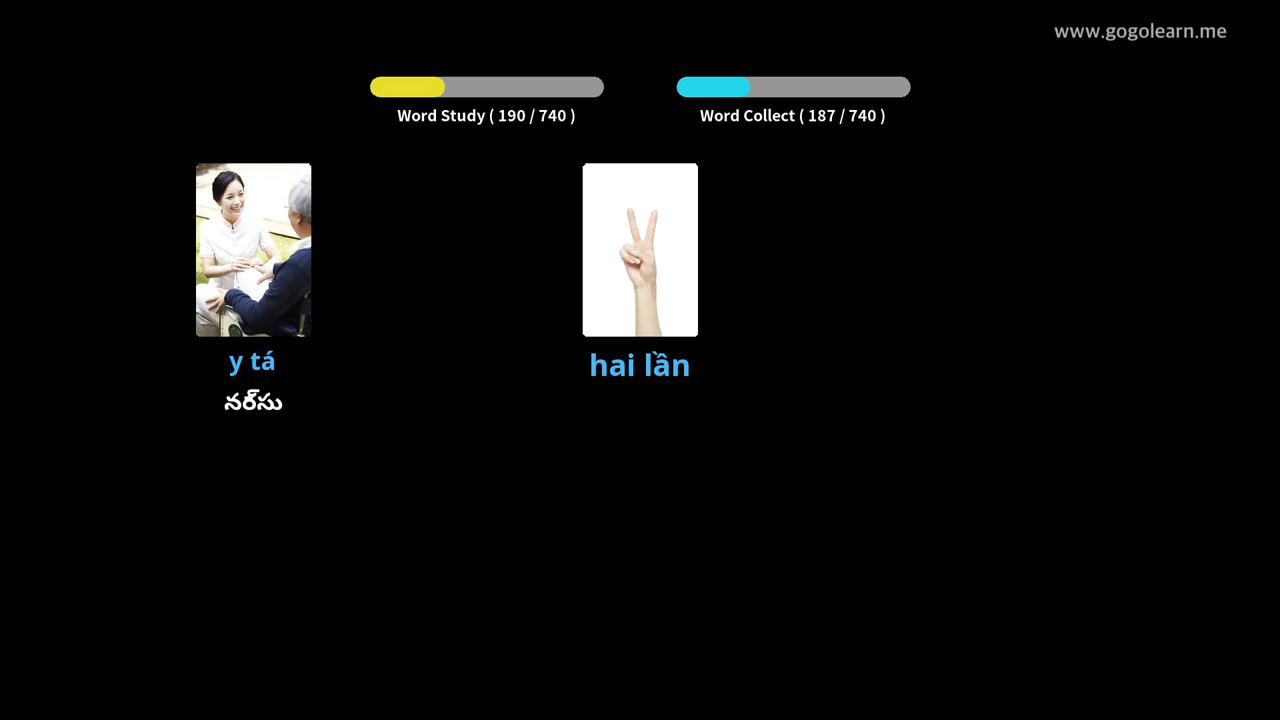 www.gogolearn.me
Word Study ( 190 / 740 )
Word Collect ( 187 / 740 )
y tá
hai lần
నర్సు